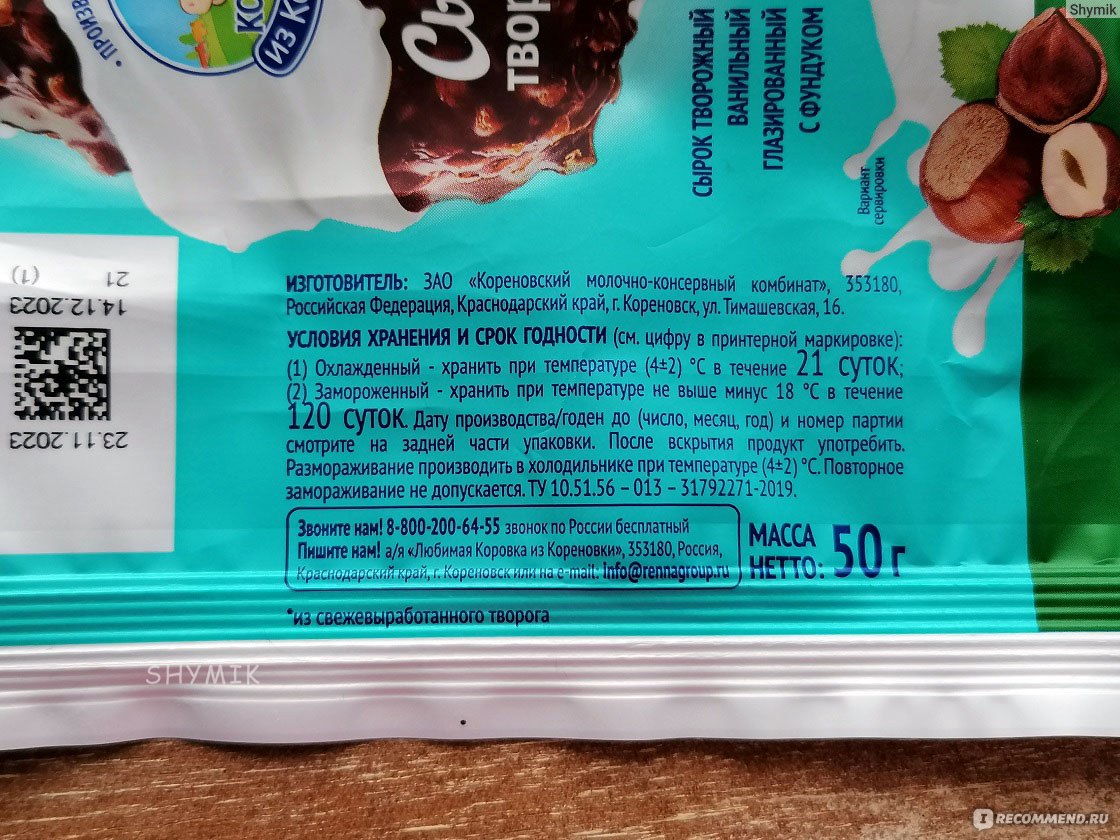 Shymik
КО
ИЗ КО
• ПРОИЗВ
Сы
ТВОР
СЫРОК ТВОРОЖНЫЙ
ВАНИЛЬНЫЙ
ГЛАЗИРОВАННЫЙ
С ФУНДУКОМ
Вариант
сервировки
23.11.2023
14.12.2023
21 (1)
ИЗГОТОВИТЕЛЬ: ЗАО «Кореновский молочно-консервный комбинат», 353180,
Российская Федерация, Краснодарский край, г. Кореновск, ул. Тимашевская, 16.
УСЛОВИЯ ХРАНЕНИЯ И СРОК ГОДНОСТИ (см. цифру в принтерной маркировке):
(1) Охлажденный - хранить при температуре (4±2) °С в течение 21 СУТОК;
(2) Замороженный - хранить при температуре не выше минус 18 °С в течение
120 СУТОК. Дату производства/годен до (число, месяц, год) и номер партии
смотрите на задней части упаковки. После вскрытия продукт употребить.
Размораживание производить в холодильнике при температуре (4±2) °С. Повторное
замораживание не допускается. ТУ 10.51.56 – 013 – 31792271-2019.
Звоните нам! 8-800-200-64-55 звонок по России бесплатный
Пишите нам! а/я «Любимая Коровка из Кореновки», 353180, Россия,
Краснодарский край, г. Кореновск или на e-mail: info@rennagroup.ru
МАССА
НЕТТО: 50 г
*из свежевыработанного творога
SHYMIK
IRECOMMEND.RU